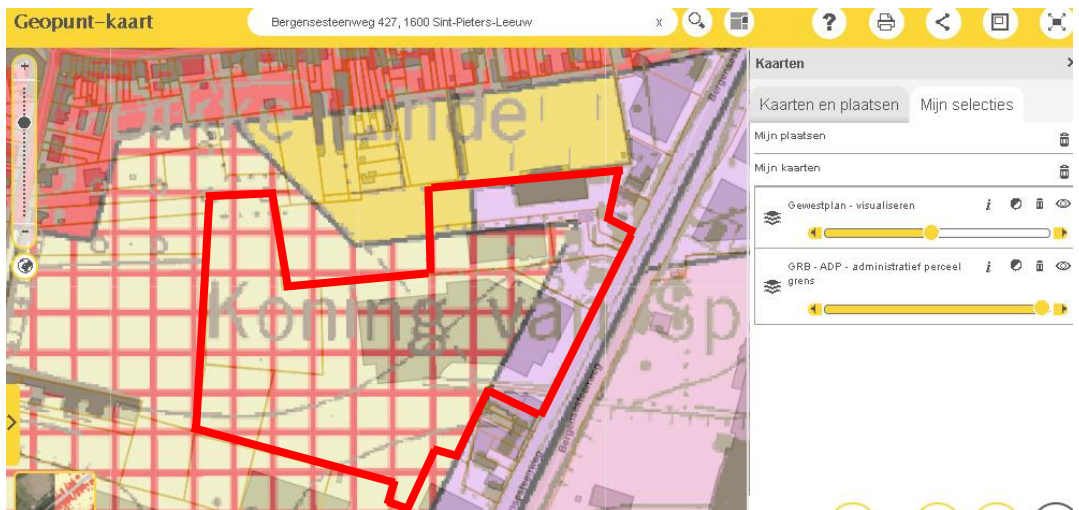 Geopunt-kaart
Bergensesteenweg 427, 1600 Sint-Pieters-Leeuw x
?
Kaarten
Kaarten en plaatsen Mijn selecties
Mijn plaatsen
Mijn kaarten
Gewestplan - visualiseren i
GRB - ADP - administratief perceel i
grens
Koning van Sp
Bergensesteenweg